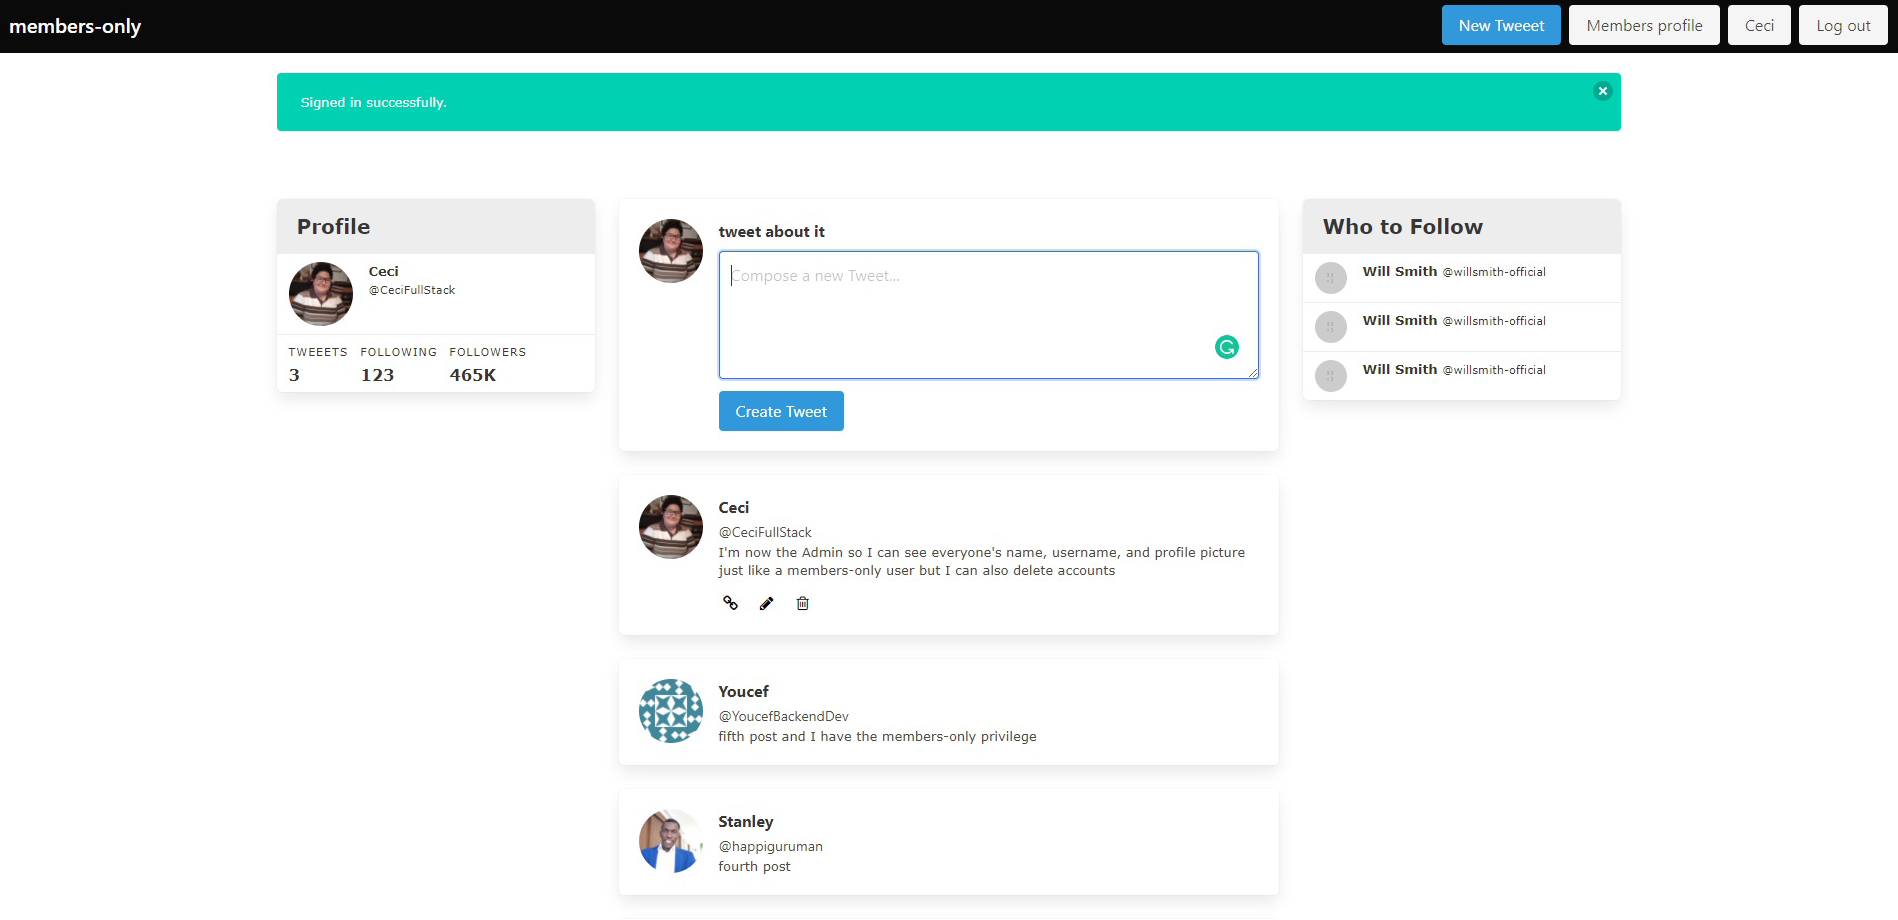 members-only
New Tweeet
Members profile
Ceci
Log out
Signed in successfully.
Profile
Ceci
@CeciFullStack
TWEEETS FOLLOWING FOLLOWERS
3 123 465K
tweet about it
Compose a new Tweet...
Create Tweet
Ceci
@CeciFullStack
I'm now the Admin so I can see everyone's name, username, and profile picture
just like a members-only user but I can also delete accounts
Youcef
@YoucefBackendDev
fifth post and I have the members-only privilege
Stanley
@happiguruman
fourth post
Who to Follow
Will Smith @willsmith-official
Will Smith @willsmith-official
Will Smith @willsmith-official